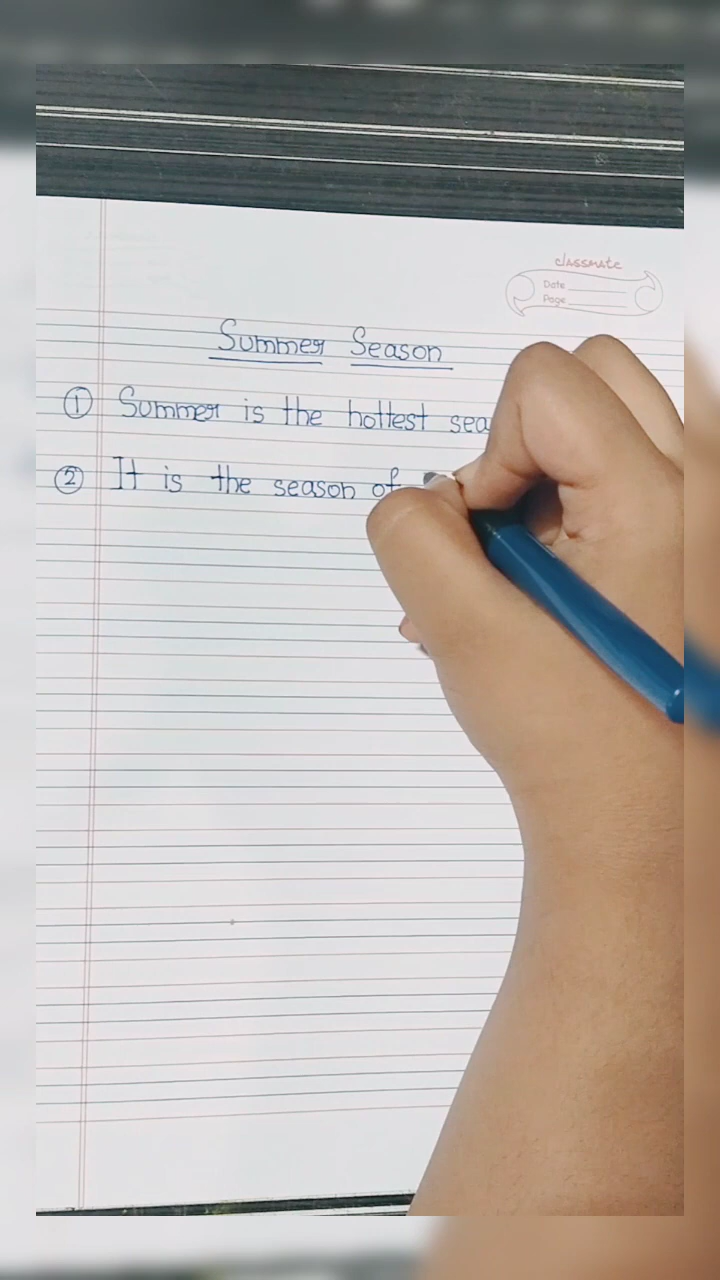 classmate
Date
Page
Summer Season
① Summer is the hottest sea
② It is the season of